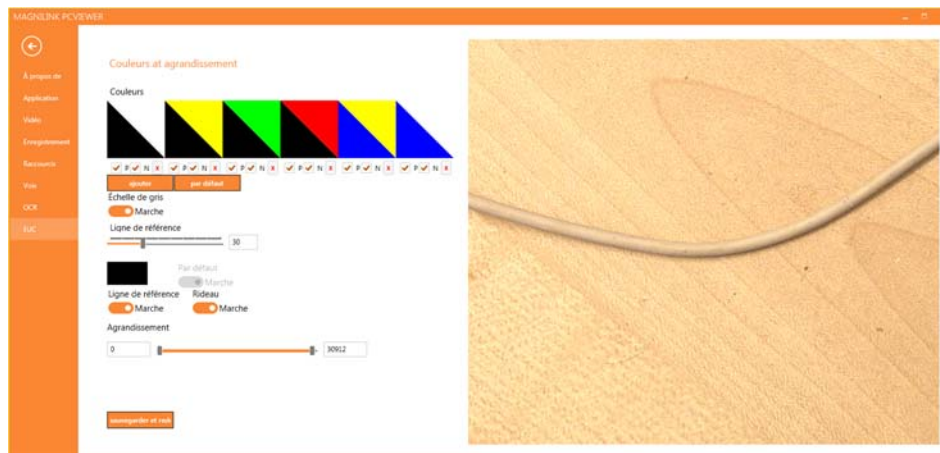 MAGNILINK PCVIEWER
À propos de
Application
Vidéo
Enregistrement
Raccourcis
Voix
OCR
EUC
Couleurs at agrandissement
Couleurs
P N x P N x P N x P N x P N x P N x
ajouter par défaut
Échelle de gris
Marche
Ligne de référence
30
Par défaut
Marche
Ligne de référence Rideau
Marche Marche
Agrandissement
0 30912
sauvegarder et